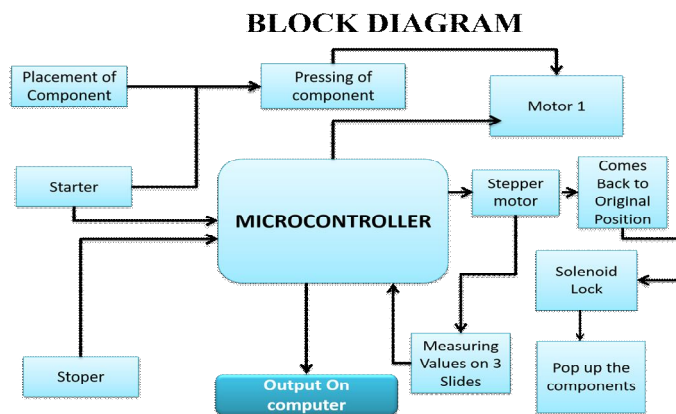 BLOCK DIAGRAM
Placement of
Component
Pressing of
component
Motor 1
Starter
MICROCONTROLLER
Stepper
motor
Comes
Back to
Original
Position
Solenoid
Lock
Stoper
Output On
computer
Measuring
Values on 3
Slides
Pop up the
components